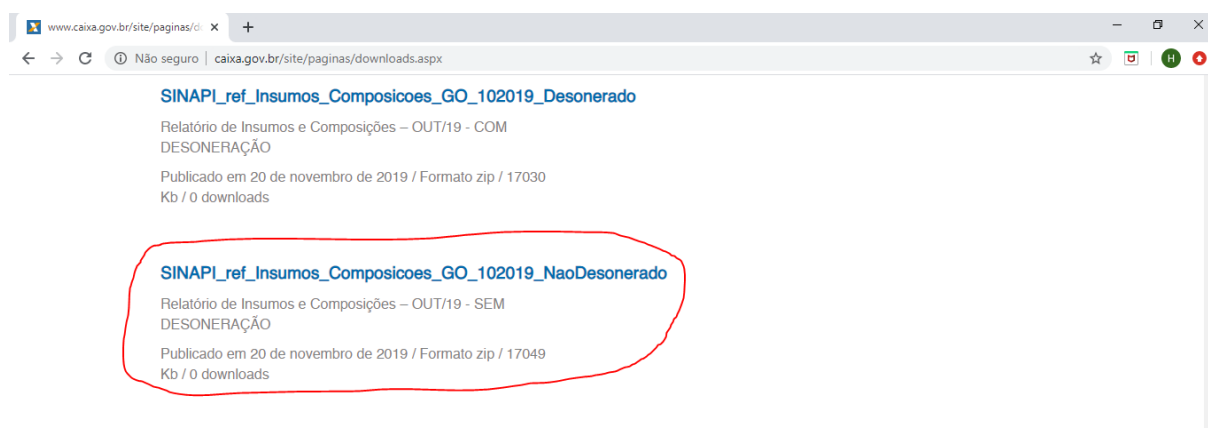 www.caixa.gov.br/site/paginas/d
Não seguro | caixa.gov.br/site/paginas/downloads.aspx
H
SINAPI_ref_Insumos_Composicoes_GO_102019_Desonerado
Relatório de Insumos e Composições – OUT/19 - COM
DESONERAÇÃO
Publicado em 20 de novembro de 2019 / Formato zip / 17030
Kb / 0 downloads
SINAPI_ref_Insumos_Composicoes_GO_102019_NaoDesonerado
Relatório de Insumos e Composições – OUT/19 - SEM
DESONERAÇÃO
Publicado em 20 de novembro de 2019 / Formato zip / 17049
Kb / 0 downloads